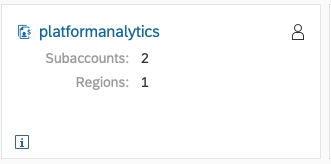 platformanalytics
Subaccounts: 2
Regions: 1